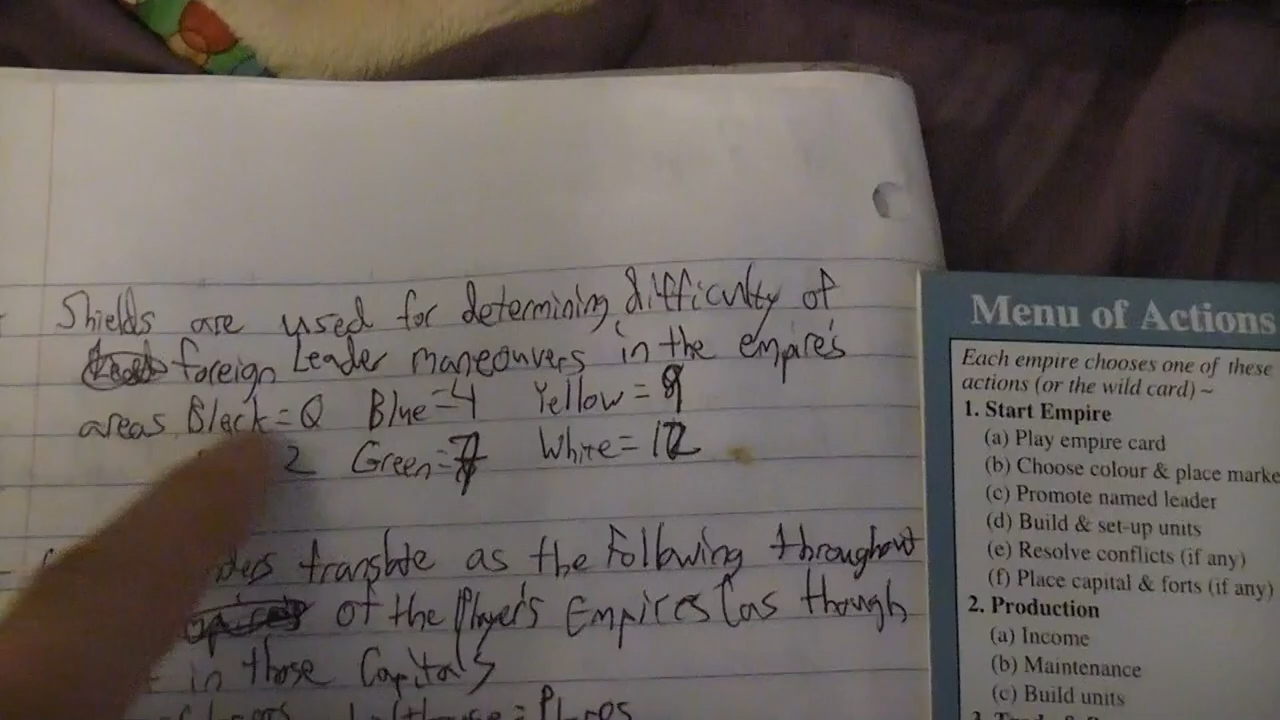 Shields are used for determining difficulty of
foreign Leader maneouvers in the empire's
areas Black=0 Blue=4 Yellow=9
2 Green=7 White=12
translate as the following throughout
of the Player's Empires (as though
in those Capitals
Menu of Actions
Each empire chooses one of these
actions (or the wild card) ~
1. Start Empire
(a) Play empire card
(b) Choose colour & place marke
(c) Promote named leader
(d) Build & set-up units
(e) Resolve conflicts (if any)
(f) Place capital & forts (if any)
2. Production
(a) Income
(b) Maintenance
(c) Build units